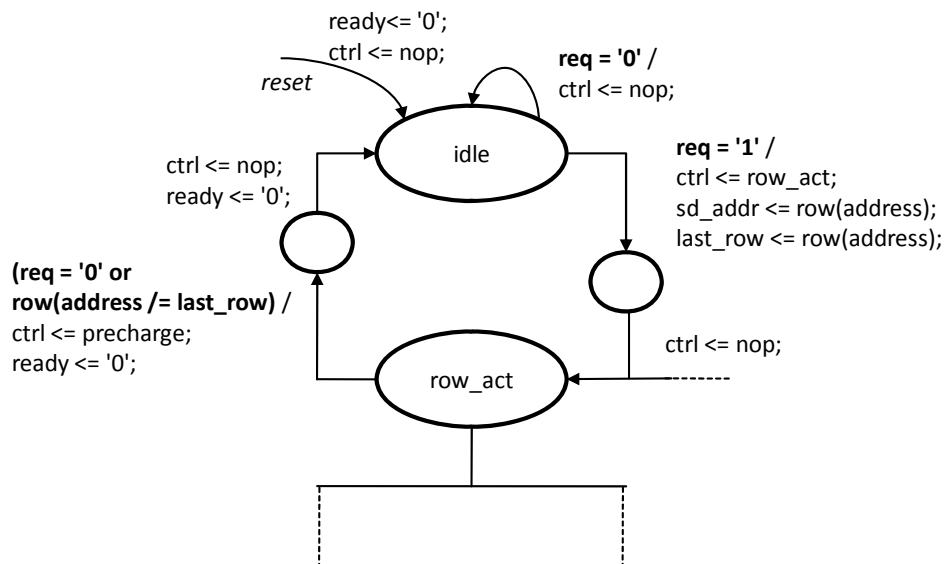 ready<= '0';
ctrl <= nop;
reset
req = '0' /
ctrl <= nop;
idle
req = '1' /
ctrl <= row_act;
sd_addr <= row(address);
last_row <= row(address);
ctrl <= nop;
ready <= '0';
(req = '0' or
row(address /= last_row) /
ctrl <= precharge;
ready <= '0';
ctrl <= nop;
row_act